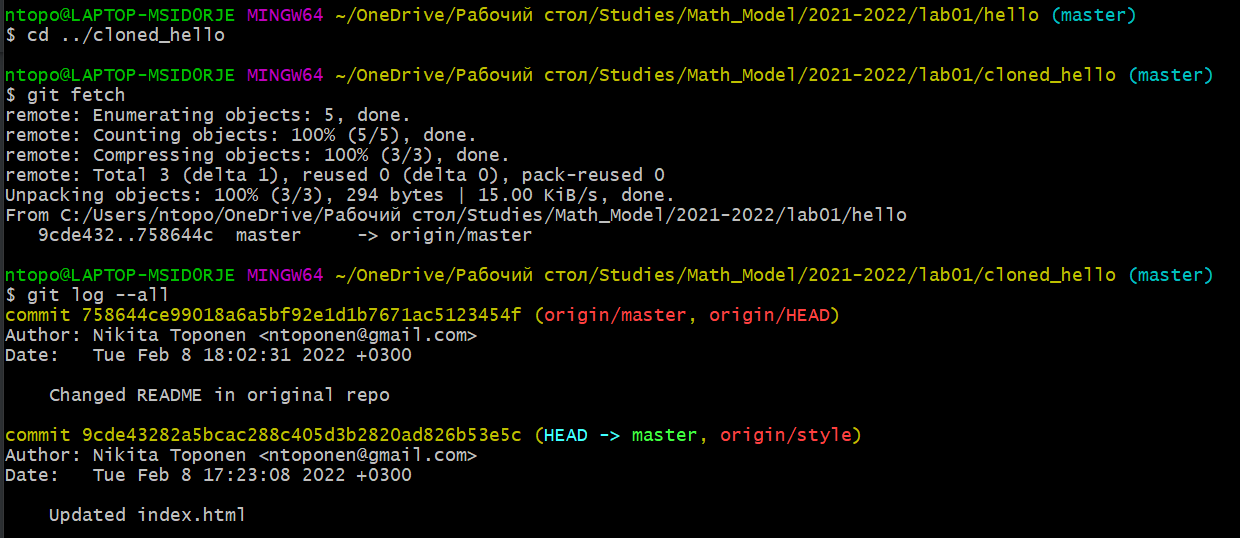 ntopo@LAPTOP-MSID0RJE MINGW64 ~/OneDrive/Рабочий стол/Studies/Math_Model/2021-2022/lab01/hello (master)
$ cd ../cloned_hello
ntopo@LAPTOP-MSID0RJE MINGW64 ~/OneDrive/Рабочий стол/Studies/Math_Model/2021-2022/lab01/cloned_hello (master)
$ git fetch
remote: Enumerating objects: 5, done.
remote: Counting objects: 100% (5/5), done.
remote: Compressing objects: 100% (3/3), done.
remote: Total 3 (delta 1), reused 0 (delta 0), pack-reused 0
Unpacking objects: 100% (3/3), 294 bytes | 15.00 KiB/s, done.
From C:/Users/ntopo/OneDrive/Рабочий стол/Studies/Math_Model/2021-2022/lab01/hello
   9cde432..758644c  master     -> origin/master
ntopo@LAPTOP-MSID0RJE MINGW64 ~/OneDrive/Рабочий стол/Studies/Math_Model/2021-2022/lab01/cloned_hello (master)
$ git log --all
commit 758644ce99018a6a5bf92e1d1b7671ac5123454f (origin/master, origin/HEAD)
Author: Nikita Toponen <ntoponen@gmail.com>
Date:   Tue Feb 8 18:02:31 2022 +0300
    Changed README in original repo
commit 9cde43282a5bcac288c405d3b2820ad826b53e5c (HEAD -> master, origin/style)
Author: Nikita Toponen <ntoponen@gmail.com>
Date:   Tue Feb 8 17:23:08 2022 +0300
    Updated index.html